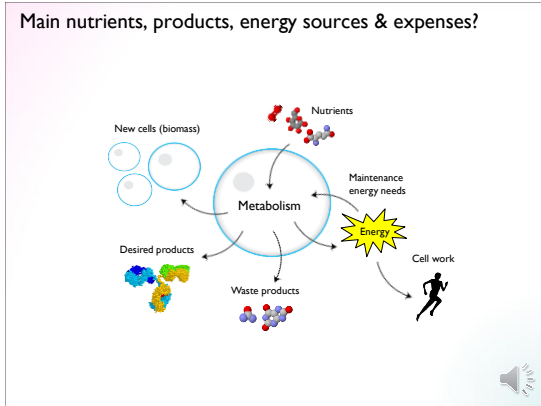 Main nutrients, products, energy sources & expenses?
Nutrients
New cells (biomass)
Maintenance
energy needs
Metabolism
Energy
Desired products
Cell work
Waste products